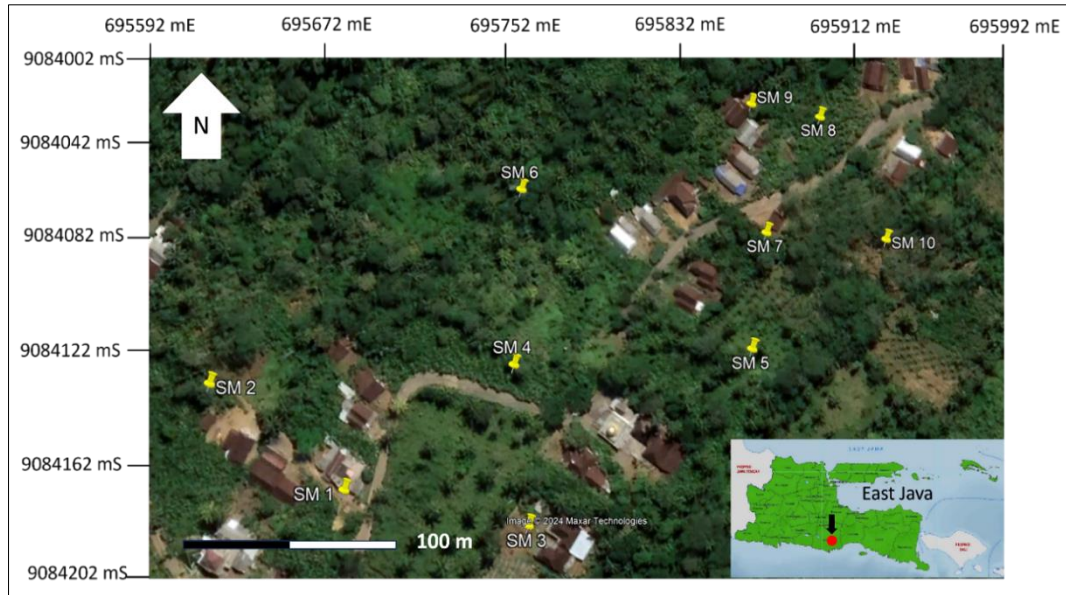 695592 mE
695672 mE
695752 mE
695832 mE
695912 mE
695992 mE
9084002 mS
9084042 mS
9084082 mS
9084122 mS
9084162 mS
9084202 mS
N
SM 9
SM 8
SM 6
SM 7
SM 10
SM 4
SM 5
SM 2
SM 1
SM 3
Image © 2024 Maxar Technologies
100 m
East Java